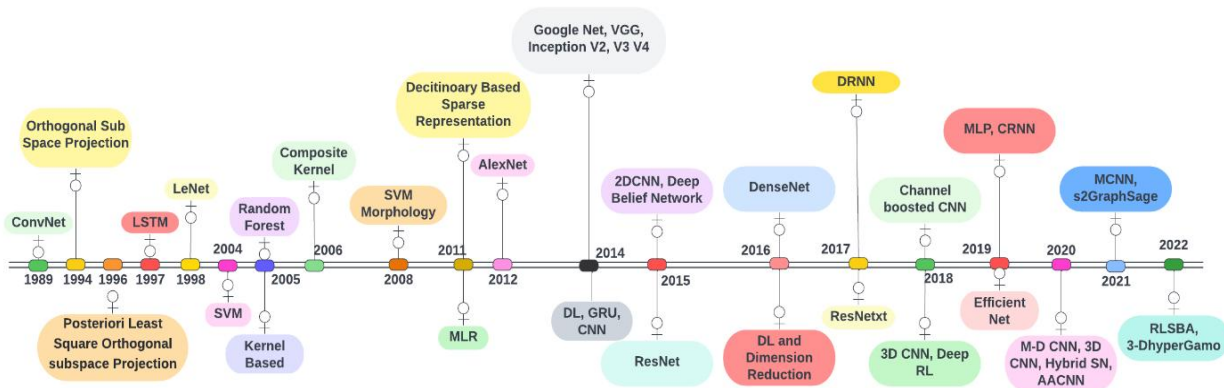 Google Net, VGG,
Inception V2, V3 V4
DRNN
Decitinoary Based
Sparse
Representation
Orthogonal Sub
Space Projection
MLP, CRNN
Composite
Kernel
AlexNet
LeNet
SVM
Morphology
2DCNN, Deep
Belief Network
DenseNet
Channel
boosted CNN
MCNN,
s2GraphSage
ConvNet
LSTM
Random
Forest
1989
1994
1996
1997
1998
2004
2005
2006
2008
2011
2012
2014
2015
2016
2017
2018
2019
2020
2021
2022
Posteriori Least
Square Orthogonal
subspace Projection
SVM
Kernel
Based
MLR
DL, GRU,
CNN
ResNet
DL and
Dimension
Reduction
ResNetxt
3D CNN, Deep
RL
Efficient
Net
M-D CNN, 3D
CNN, Hybrid SN,
AACNN
RLSBA,
3-DhyperGamo